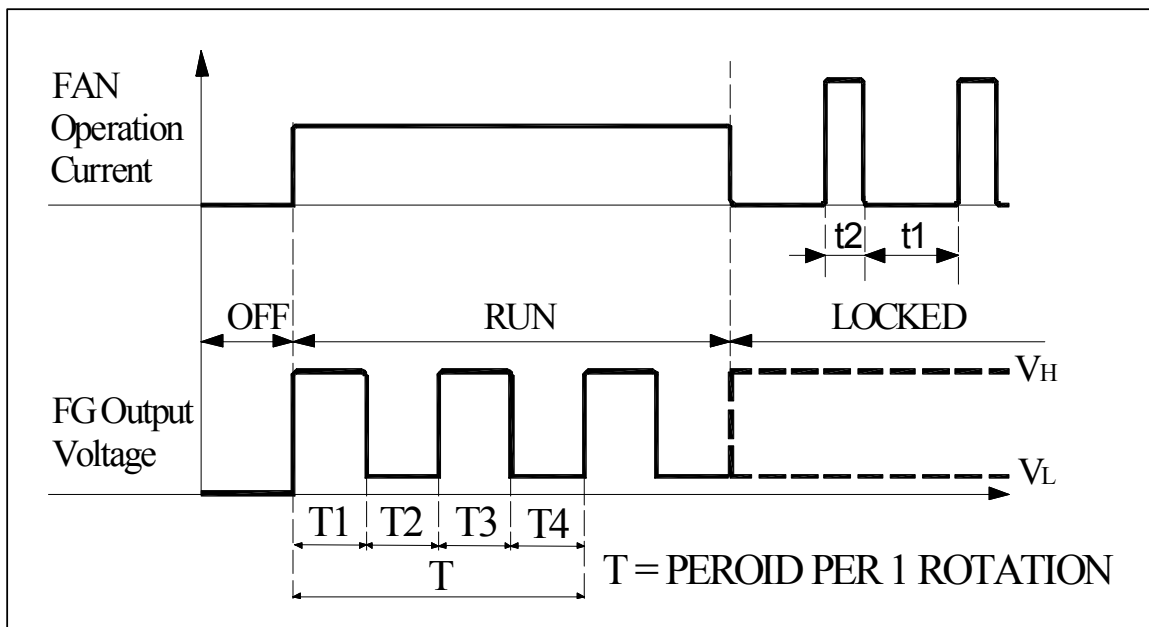 FAN
Operation
Current
t2
t1
OFF
RUN
LOCKED
VH
FG Output
Voltage
VL
T1
T2
T3
T4
T
T = PEROID PER 1 ROTATION